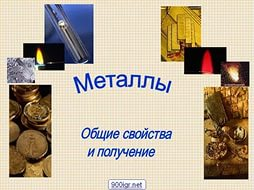 Металлы
Общие свойства
и получение
900igr.net